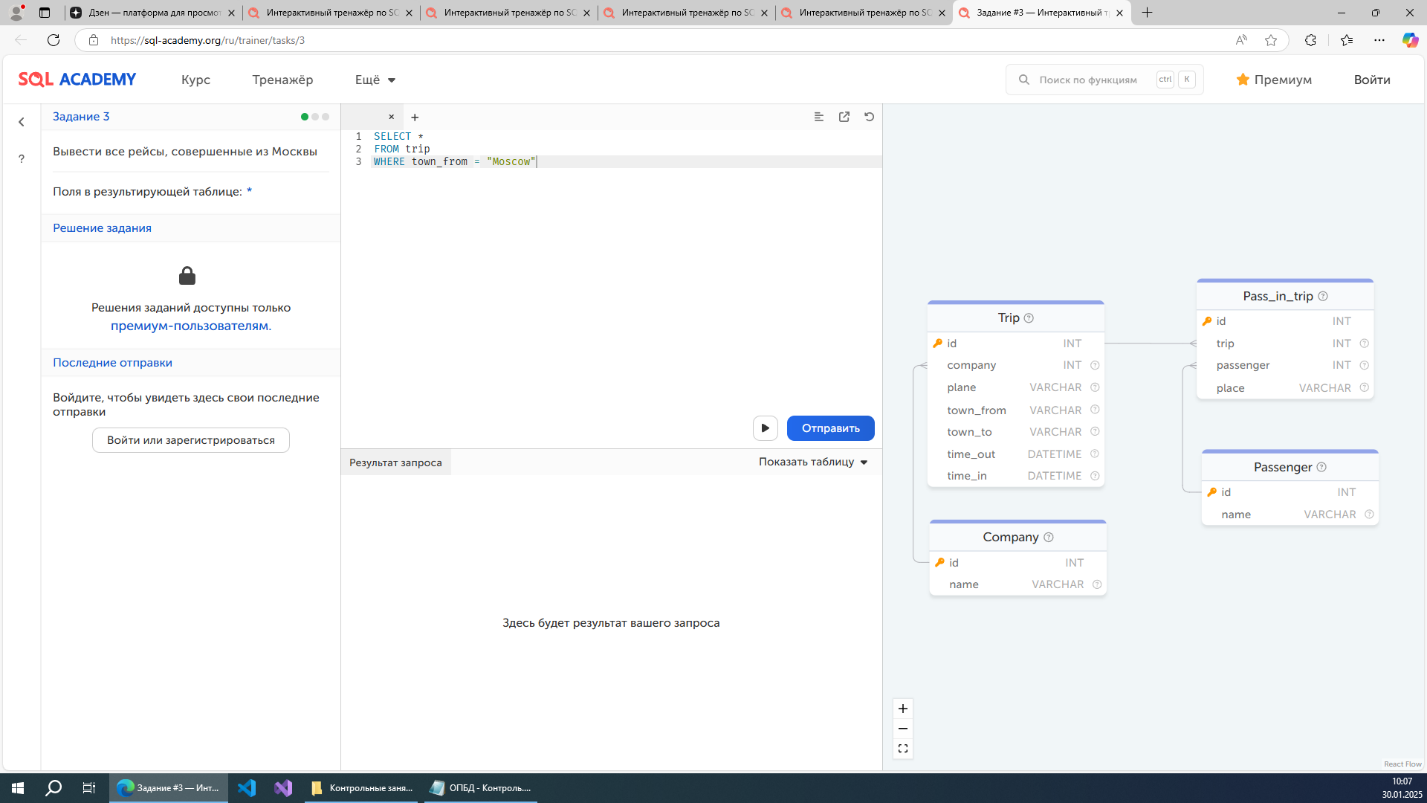 Дзен — платформа для просмот
Интерактивный тренажёр по SC
Интерактивный тренажёр по SC
Интерактивный тренажёр по SC
Интерактивный тренажёр по SC
Задание #3 — Интерактивный т
https://sql-academy.org/ru/trainer/tasks/3
SQL ACADEMY
Курс
Тренажёр
Ещё
Поиск по функциям
ctrl
K
Премиум
Войти
Задание 3
Вывести все рейсы, совершенные из Москвы
Поля в результирующей таблице: *
Решение задания
Решения заданий доступны только
премиум-пользователям.
Последние отправки
Войдите, чтобы увидеть здесь свои последние
отправки
Войти или зарегистрироваться
?
1 SELECT *
2 FROM trip
3 WHERE town_from = "Moscow"
Отправить
Результат запроса
Показать таблицу
Здесь будет результат вашего запроса
Trip
id INT
company INT
plane VARCHAR
town_from VARCHAR
town_to VARCHAR
time_out DATETIME
time_in DATETIME
Company
id INT
name VARCHAR
Pass_in_trip
id INT
trip INT
passenger INT
place VARCHAR
Passenger
id INT
name VARCHAR
React Flow
Задание #3 — Инт...
Контрольные заня...
ОПБД - Контроль....
10:07
30.01.2025